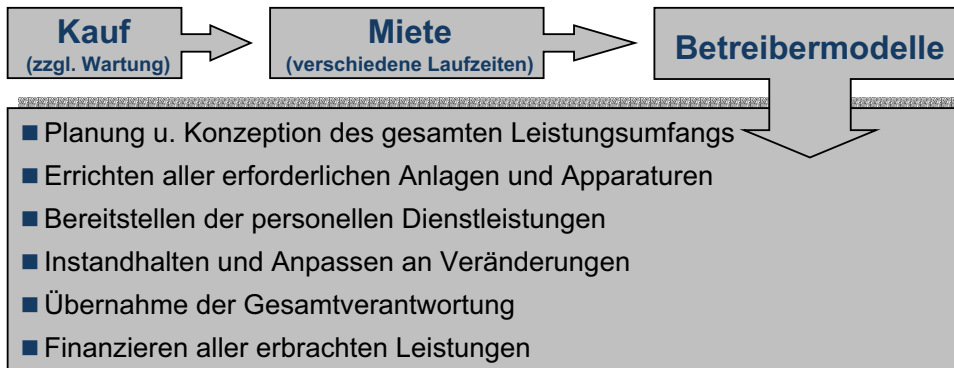 Kauf
(zzgl. Wartung)
Miete
(verschiedene Laufzeiten)
Betreibermodelle
Planung u. Konzeption des gesamten Leistungsumfangs
Errichten aller erforderlichen Anlagen und Apparaturen
Bereitstellen der personellen Dienstleistungen
Instandhalten und Anpassen an Veränderungen
Übernahme der Gesamtverantwortung
Finanzieren aller erbrachten Leistungen